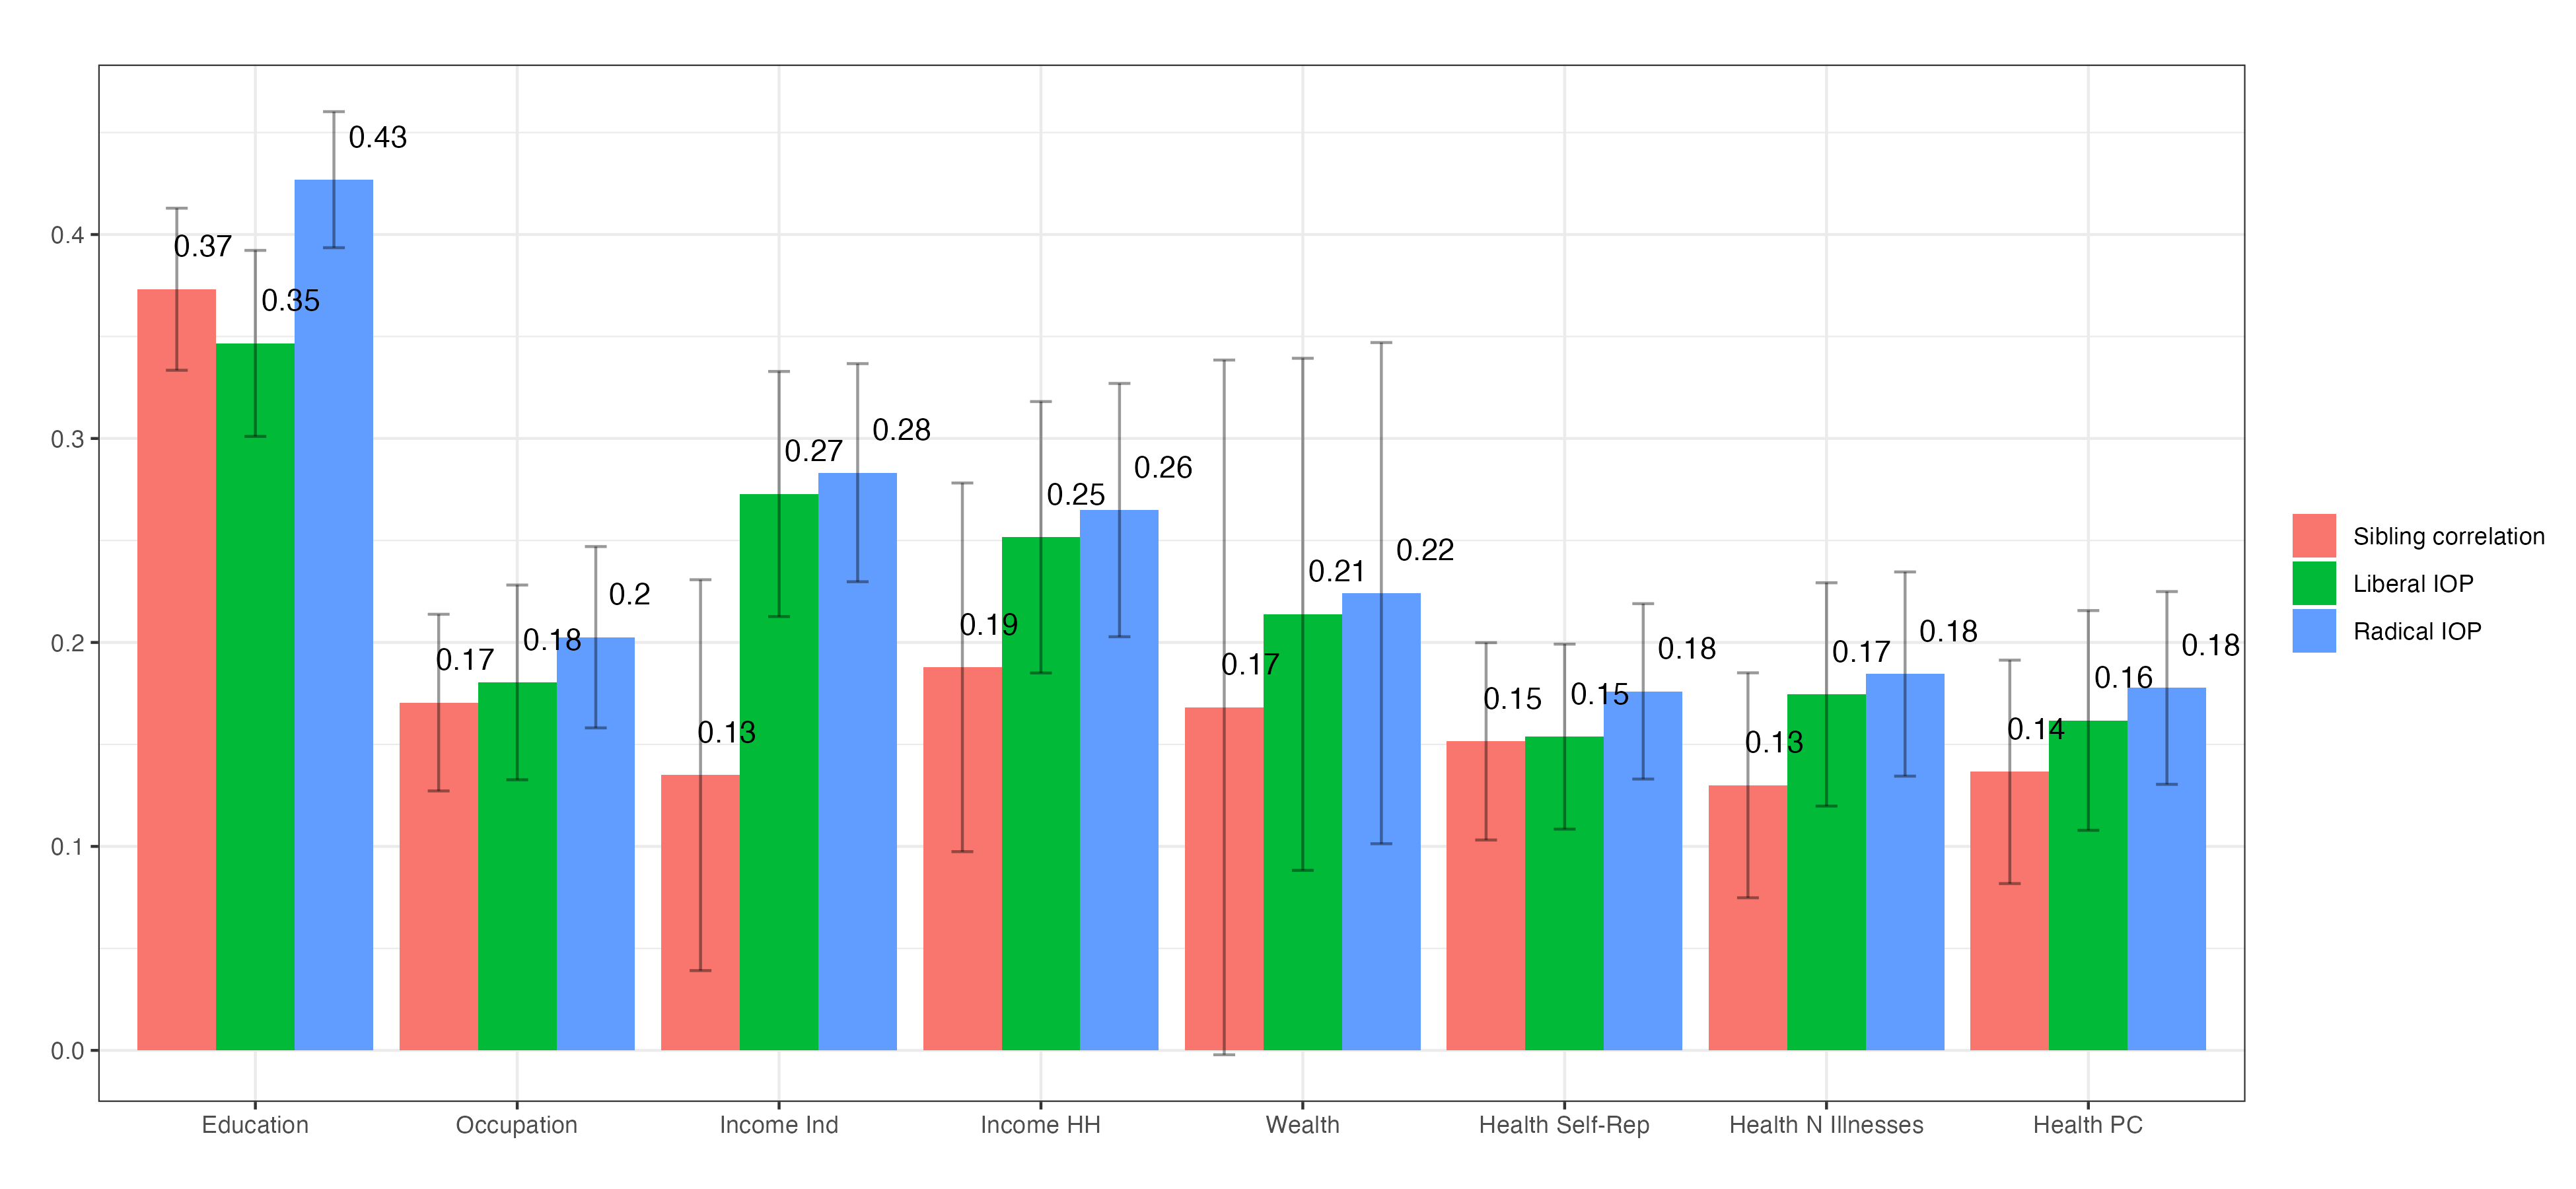 0.43
0.37
0.35
0.4
0.3
0.28
0.27
0.26
0.25
0.22
0.21
0.2
0.19
0.18
0.17
0.17
0.13
0.2
0.15
0.15
0.18
0.13
0.17
0.18
0.14
0.16
0.18
0.1
0.0
Education
Occupation
Income Ind
Income HH
Wealth
Health Self-Rep
Health N Illnesses
Health PC
Sibling correlation
Liberal IOP
Radical IOP